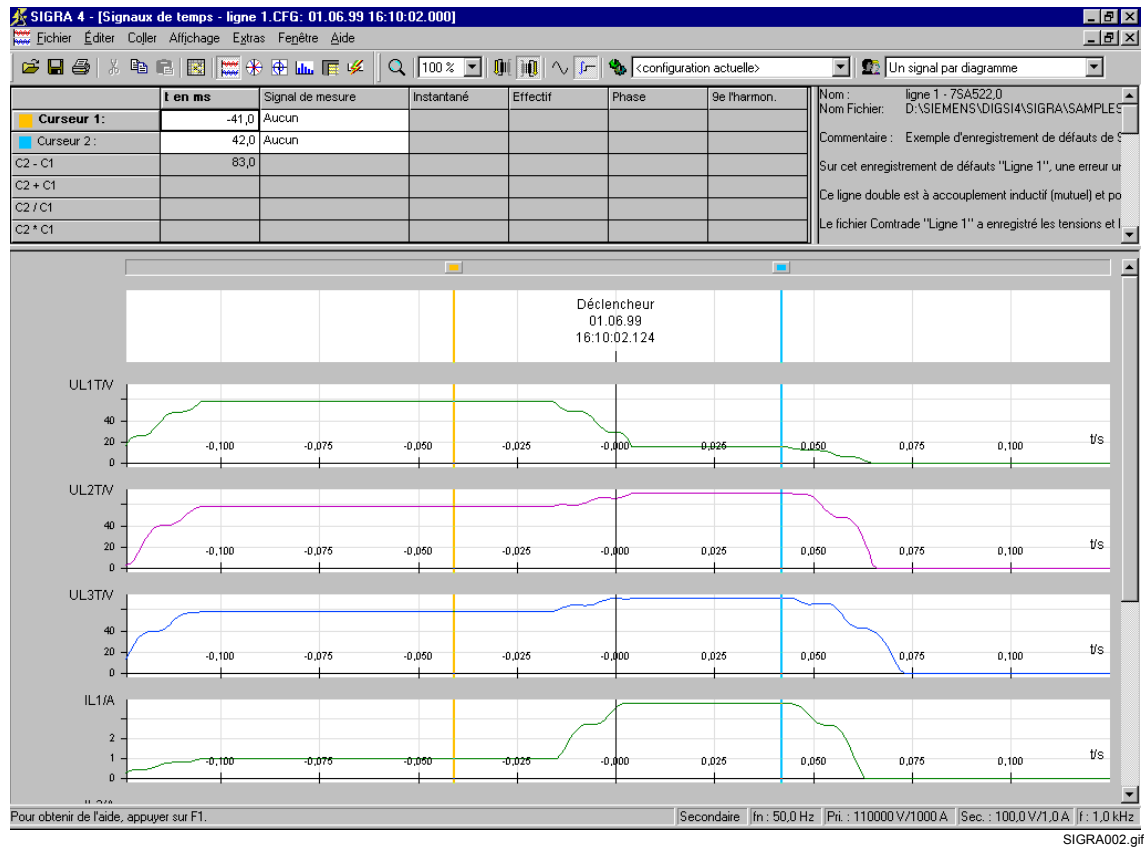 SIGRA 4 - [Signaux de temps - ligne 1.CFG: 01.06.99 16:10:02.000]
Fichier Éditer Coller Affichage Extras Fenêtre Aide
100 % <configuration actuelle> Un signal par diagramme
t en ms Signal de mesure Instantané Effectif Phase 9e l'harmon.
Curseur 1: -41,0 Aucun
Curseur 2 : 42,0 Aucun
C2 - C1 83,0
C2 + C1
C2 / C1
C2 * C1
Nom : ligne 1 - 7SA522,0
Nom Fichier: D:\SIEMENS\DIGSI4\SIGRA\SAMPLES
Commentaire : Exemple d'enregistrement de défauts de S
Sur cet enregistrement de défauts "Ligne 1", une erreur un
Ce ligne double est à accouplement inductif (mutuel) et po
Le fichier Comtrade "Ligne 1" a enregistré les tensions et l
Déclencheur
01.06.99
16:10:02.124
UL1T/V
40
20
0
-0,100 -0,075 -0,050 -0,025 -0,000 0,025 0,050 0,075 0,100 t/s
UL2T/V
40
20
0
-0,100 -0,075 -0,050 -0,025 -0,000 0,025 0,050 0,075 0,100 t/s
UL3T/V
40
20
0
-0,100 -0,075 -0,050 -0,025 -0,000 0,025 0,050 0,075 0,100 t/s
IL1/A
2
1
0
-0,100 -0,075 -0,050 -0,025 -0,000 0,025 0,050 0,075 0,100 t/s
Pour obtenir de l'aide, appuyer sur F1. Secondaire fn : 50,0 Hz Pri. : 110000 V/1000 A Sec. : 100,0 V/1,0 A f : 1,0 kHz
SIGRA002.gif